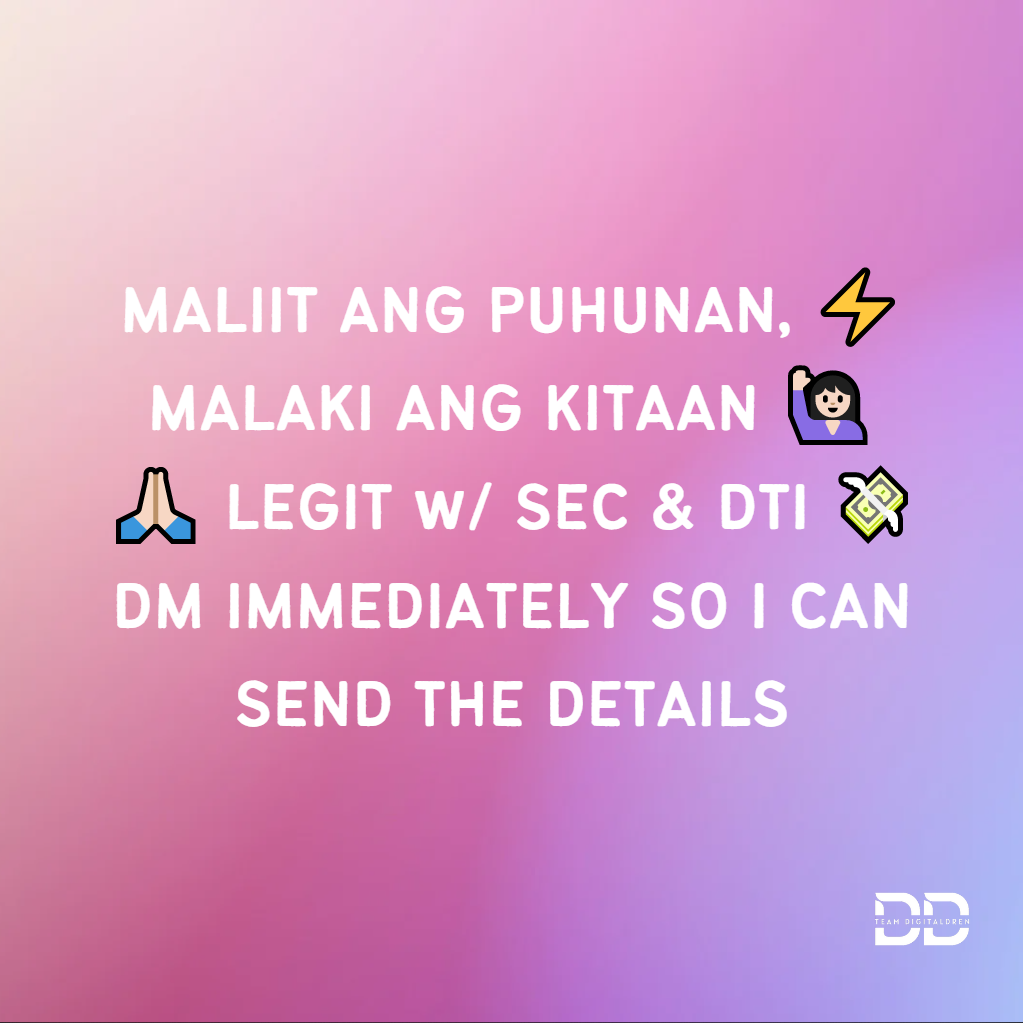 MALIIT ANG PUHUNAN, ⚡
MALAKI ANG KITAAN 🙋🏻‍♀️
🙏🏻 LEGIT w/ SEC & DTI 💸
DM IMMEDIATELY SO I CAN
SEND THE DETAILS
DD
TEAM DIGITALDREN